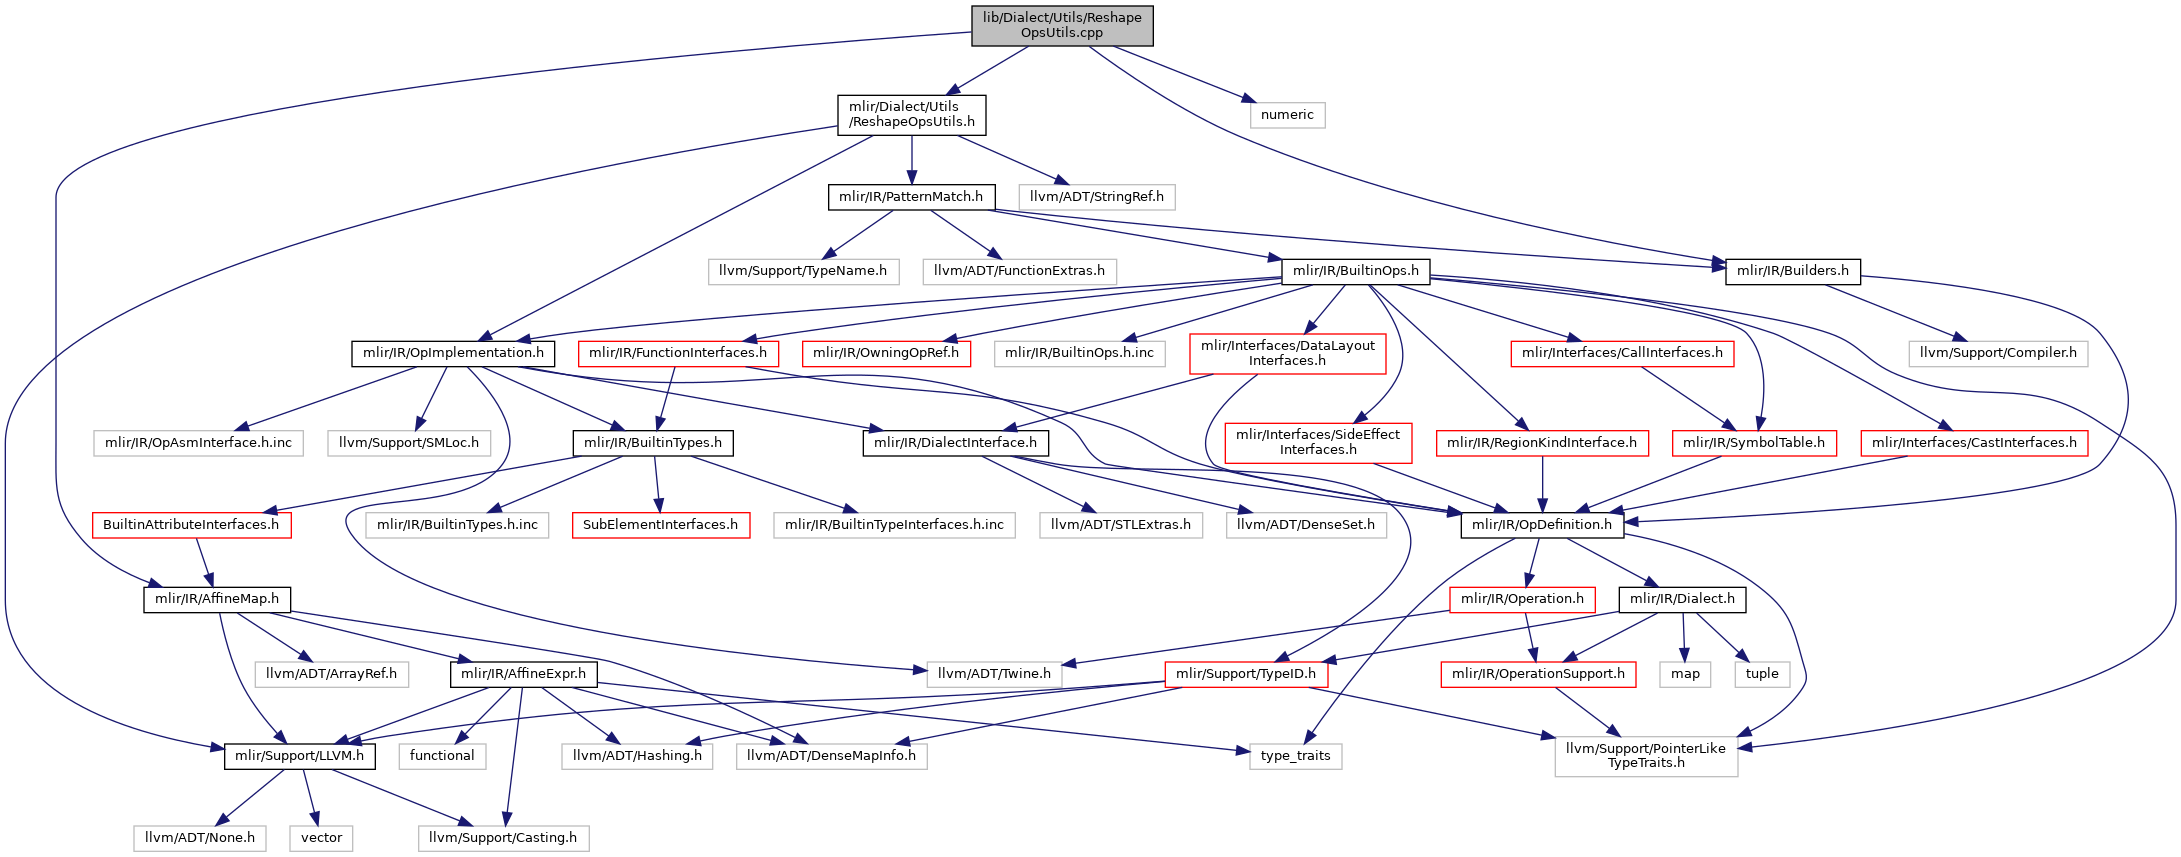 lib/Dialect/Utils/Reshape
OpsUtils.cpp
mlir/Dialect/Utils
/ReshapeOpsUtils.h
numeric
mlir/IR/PatternMatch.h
llvm/ADT/StringRef.h
llvm/Support/TypeName.h
llvm/ADT/FunctionExtras.h
mlir/IR/BuiltinOps.h
mlir/IR/Builders.h
mlir/IR/OpImplementation.h
mlir/IR/FunctionInterfaces.h
mlir/IR/OwningOpRef.h
mlir/IR/BuiltinOps.h.inc
mlir/Interfaces/DataLayout
Interfaces.h
mlir/Interfaces/CallInterfaces.h
llvm/Support/Compiler.h
mlir/IR/OpAsmInterface.h.inc
llvm/Support/SMLoc.h
mlir/IR/BuiltinTypes.h
mlir/IR/DialectInterface.h
mlir/Interfaces/SideEffect
Interfaces.h
mlir/IR/RegionKindInterface.h
mlir/IR/SymbolTable.h
mlir/Interfaces/CastInterfaces.h
BuiltinAttributeInterfaces.h
mlir/IR/BuiltinTypes.h.inc
SubElementInterfaces.h
mlir/IR/BuiltinTypeInterfaces.h.inc
llvm/ADT/STLExtras.h
llvm/ADT/DenseSet.h
mlir/IR/OpDefinition.h
mlir/IR/AffineMap.h
mlir/IR/Operation.h
mlir/IR/Dialect.h
llvm/ADT/ArrayRef.h
mlir/IR/AffineExpr.h
llvm/ADT/Twine.h
mlir/Support/TypeID.h
mlir/IR/OperationSupport.h
map
tuple
mlir/Support/LLVM.h
functional
llvm/ADT/Hashing.h
llvm/ADT/DenseMapInfo.h
type_traits
llvm/Support/PointerLike
TypeTraits.h
llvm/ADT/None.h
vector
llvm/Support/Casting.h